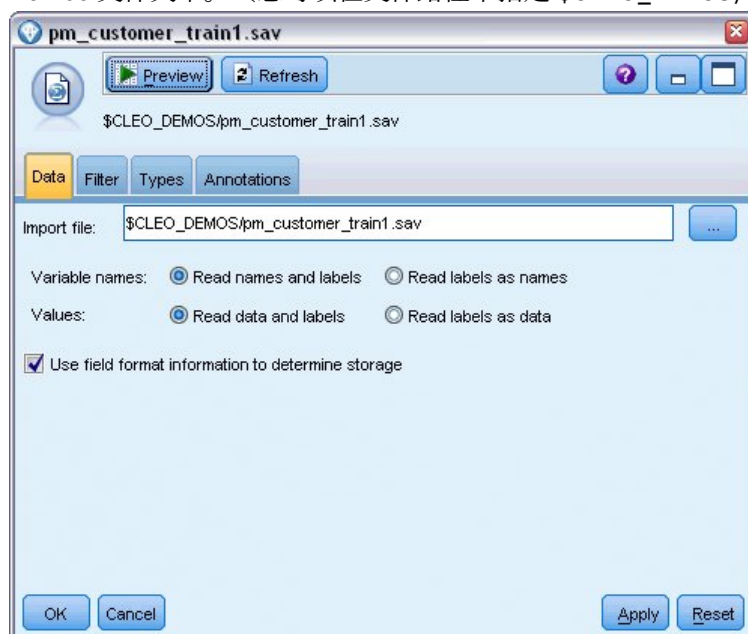 pm_customer_train1.sav
Preview Refresh
$CLEO_DEMOS/pm_customer_train1.sav
Data Filter Types Annotations
Import file: $CLEO_DEMOS/pm_customer_train1.sav ...
Variable names: Read names and labels Read labels as names
Values: Read data and labels Read labels as data
Use field format information to determine storage
OK Cancel Apply Reset